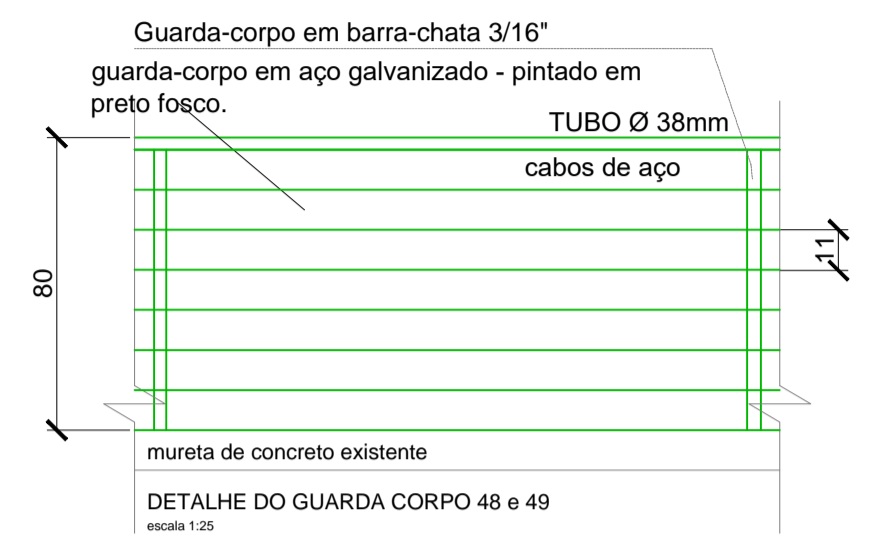 Guarda-corpo em barra-chata 3/16"
guarda-corpo em aço galvanizado - pintado em
preto fosco.
TUBO Ø 38mm
cabos de aço
80
11
mureta de concreto existente
DETALHE DO GUARDA CORPO 48 e 49
escala 1:25